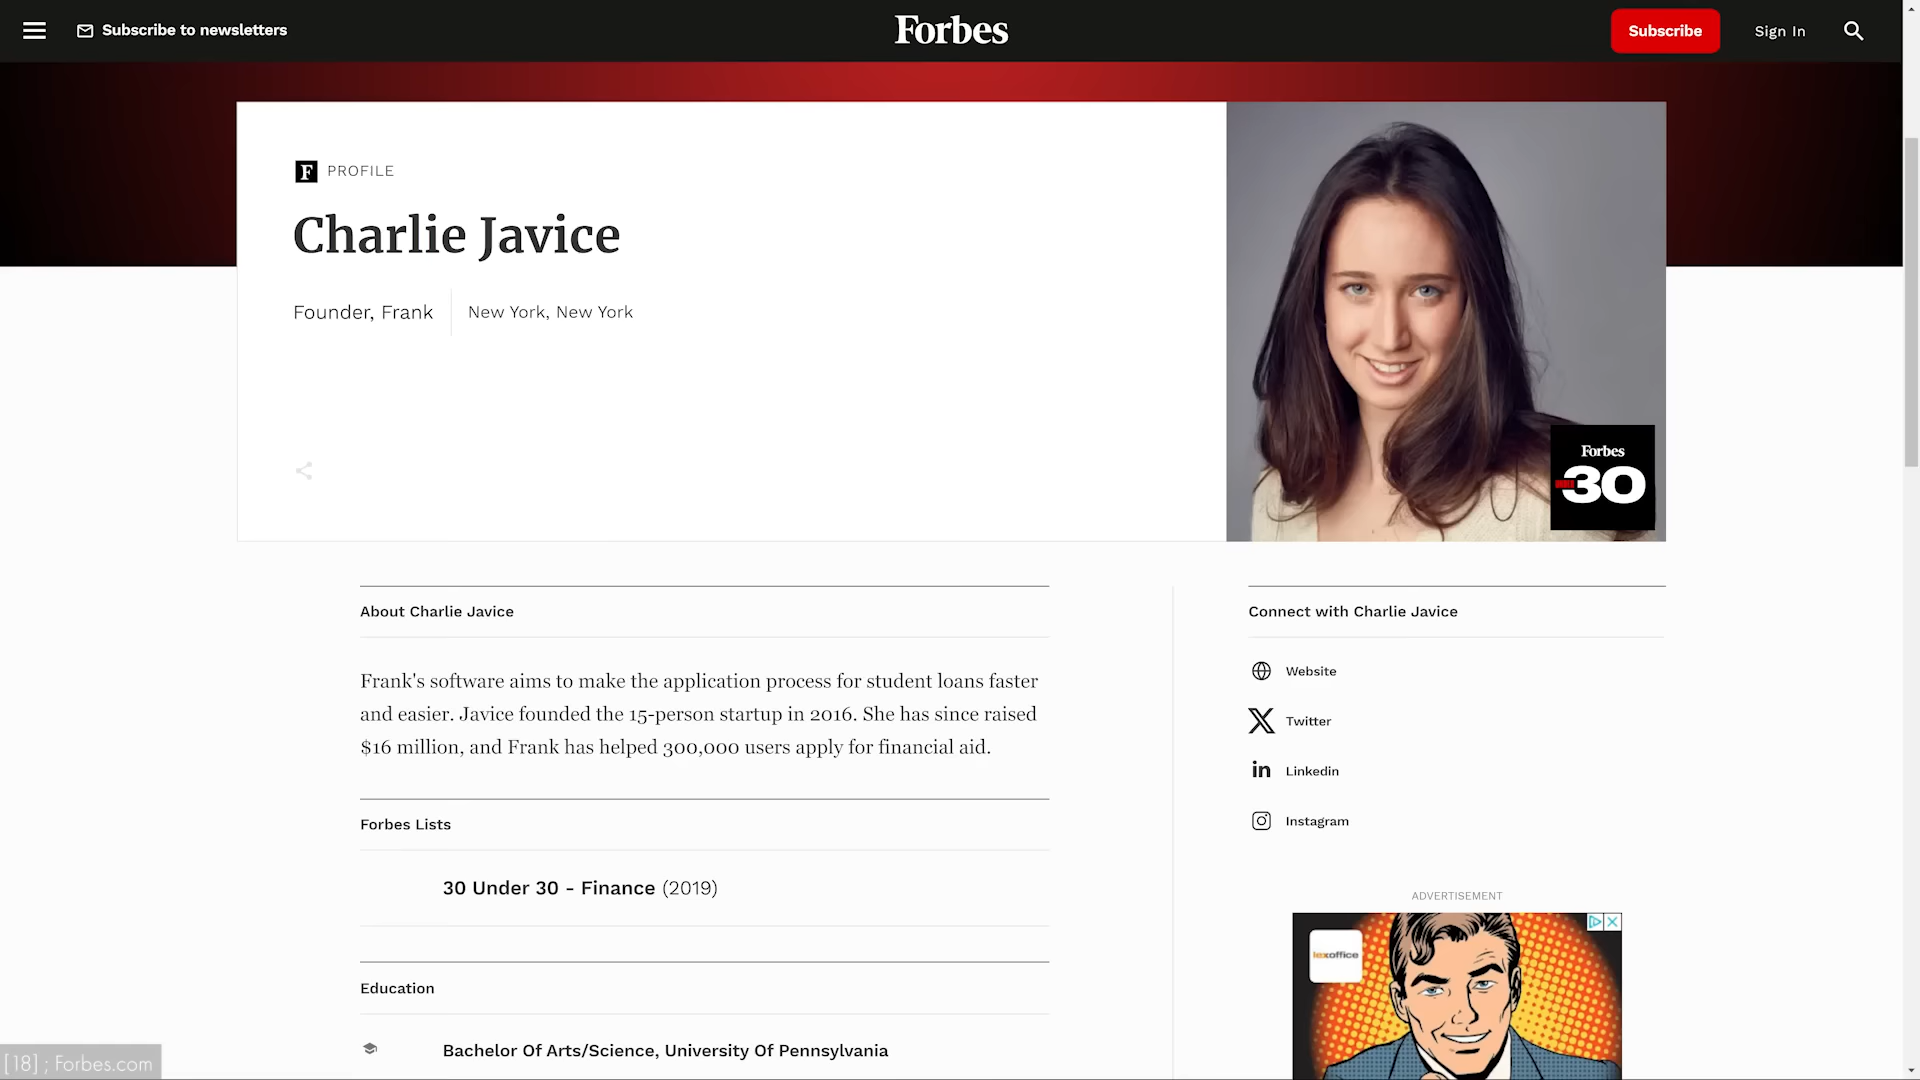 Subscribe to newsletters
Forbes
Subscribe
Sign In
F PROFILE
Charlie Javice
Founder, Frank
New York, New York
Forbes
30
About Charlie Javice
Frank's software aims to make the application process for student loans faster
and easier. Javice founded the 15-person startup in 2016. She has since raised
$16 million, and Frank has helped 300,000 users apply for financial aid.
Forbes Lists
30 Under 30 - Finance (2019)
Education
Bachelor Of Arts/Science, University Of Pennsylvania
Connect with Charlie Javice
Website
Twitter
in Linkedin
Instagram
ADVERTISEMENT
lexoffice
[18] ; Forbes.com